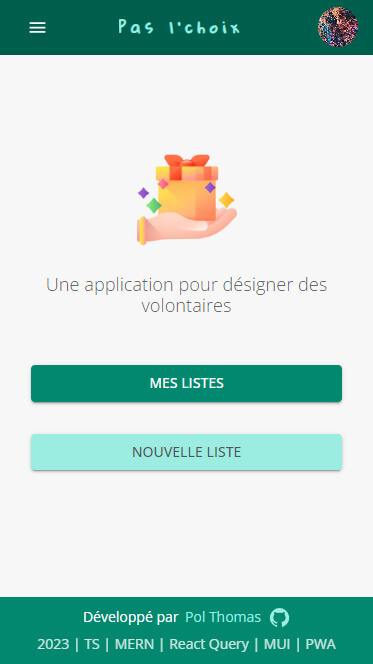 Pas l'choix
Une application pour désigner des
volontaires
MES LISTES
NOUVELLE LISTE
Développé par Pol Thomas
2023 | TS | MERN | React Query | MUI | PWA